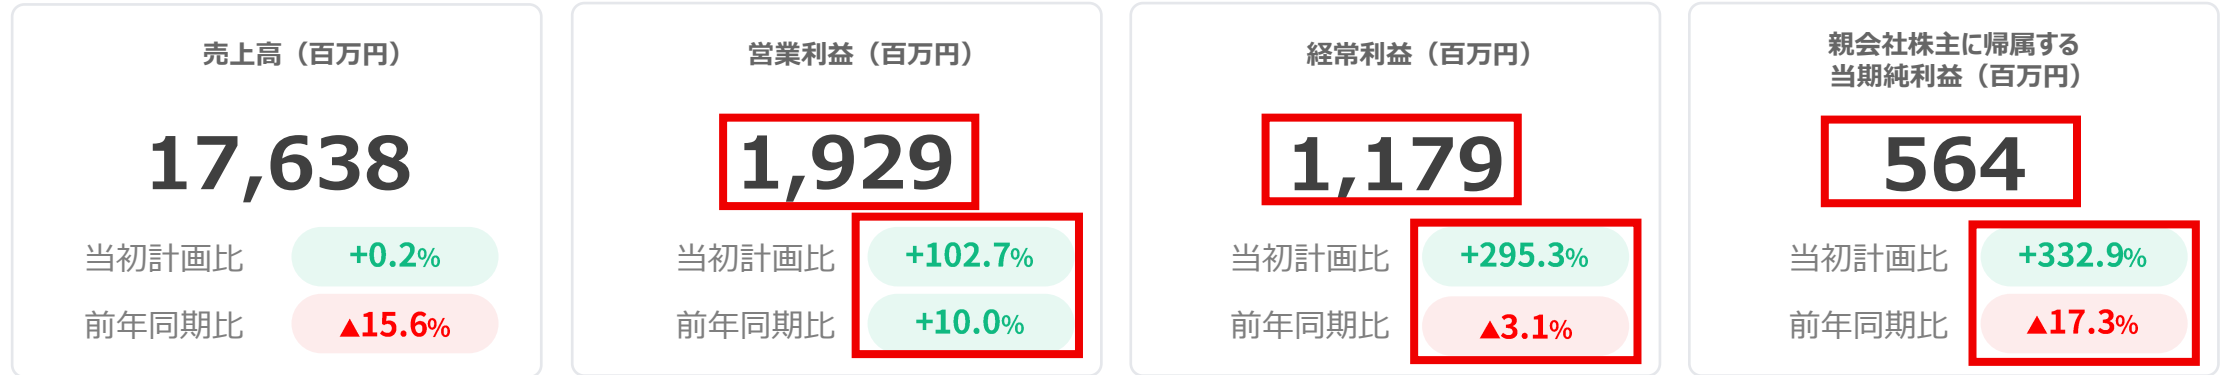 売上高（百万円）
17,638
当初計画比 +0.2%
前年同期比 ▲15.6%
営業利益（百万円）
1,929
当初計画比 +102.7%
前年同期比 +10.0%
経常利益（百万円）
1,179
当初計画比 +295.3%
前年同期比 ▲3.1%
親会社株主に帰属する
当期純利益（百万円）
564
当初計画比 +332.9%
前年同期比 ▲17.3%